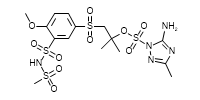 O O O O NH₂
O S O S
O=S=O N N
HN O N
S
O O